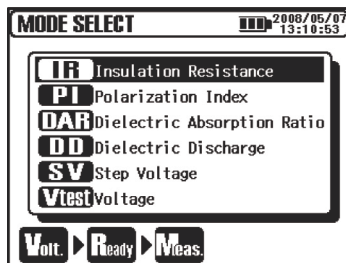 MODE SELECT 2008/05/07
13:10:53
IR Insulation Resistance
PI Polarization Index
DAR Dielectric Absorption Ratio
DD Dielectric Discharge
SV Step Voltage
Vtest Voltage
Volt. Ready Meas.